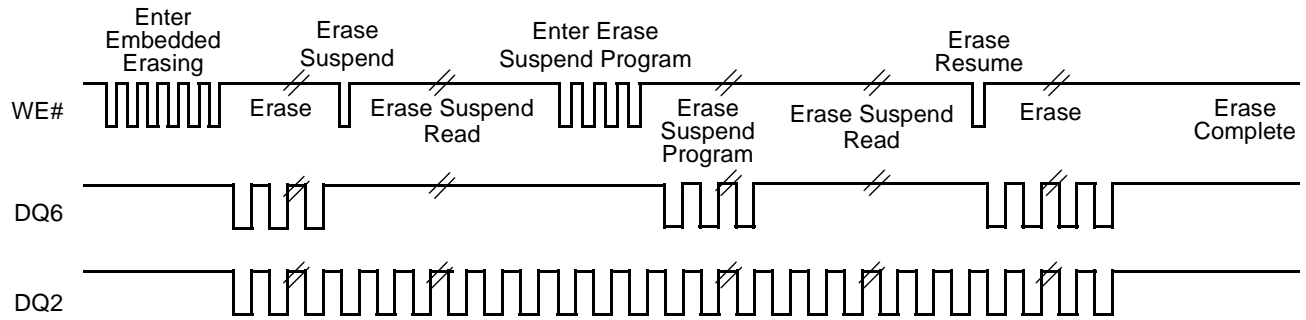 Enter
Embedded
Erasing
Erase
Suspend
Enter Erase
Suspend Program
Erase
Resume
WE#
Erase
Erase Suspend
Read
Erase
Suspend
Program
Erase Suspend
Read
Erase
Erase
Complete
DQ6
DQ2